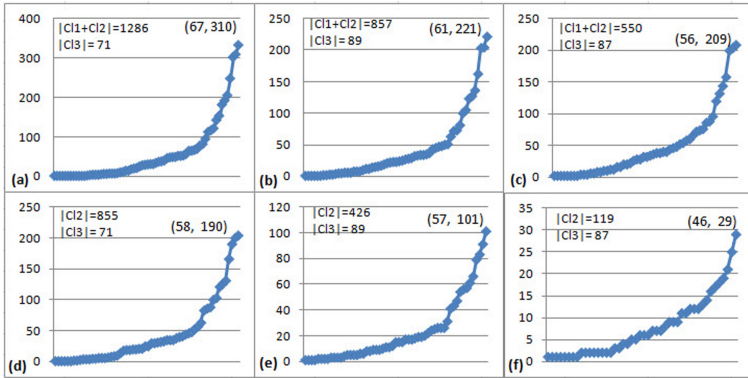 |Cl1+Cl2|=1286
|Cl3|= 71
(67, 310)
400
300
200
100
0
(a)
|Cl1+Cl2|=857
|Cl3|= 89
(61, 221)
250
200
150
100
50
0
(b)
|Cl1+Cl2|=550
|Cl3|= 87
(56, 209)
250
200
150
100
50
0
(c)
|Cl2|=855
|Cl3|= 71
(58, 190)
250
200
150
100
50
0
(d)
|Cl2|=426
|Cl3|= 89
(57, 101)
120
100
80
60
40
20
0
(e)
|Cl2|=119
|Cl3|= 87
(46, 29)
35
30
25
20
15
10
5
0
(f)